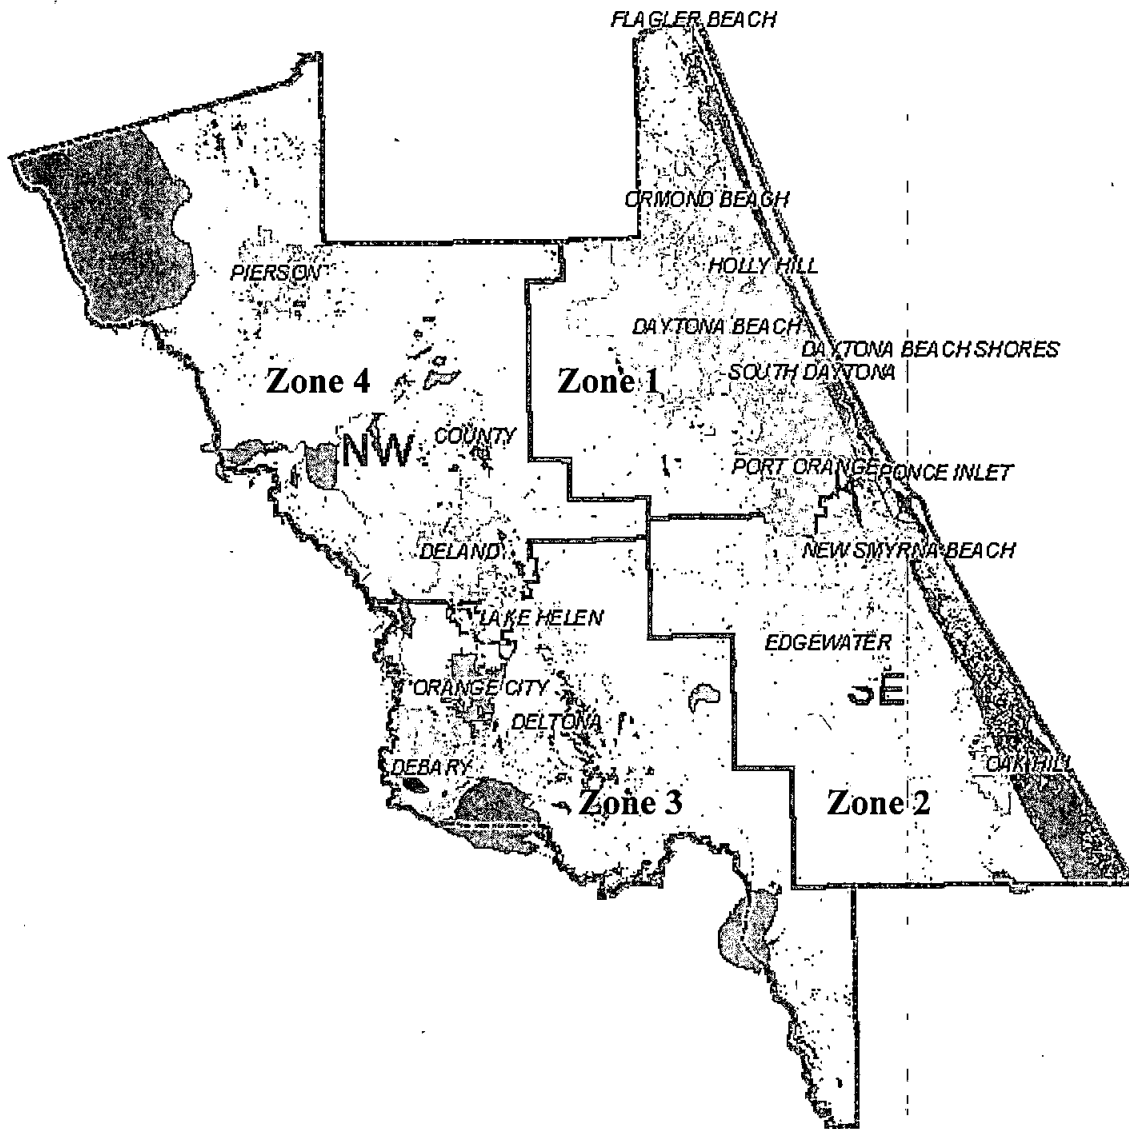 FLAGLER BEACH
ORMOND BEACH
HOLLY HILL
PIERSON
DAYTONA BEACH
DAYTONA BEACH SHORES
SOUTH DAYTONA
Zone 4
Zone 1
COUNTY
NW
PORT ORANGE
PONCE INLET
DELAND
NEW SMYRNA BEACH
LAKE HELEN
EDGEWATER
ORANGE CITY
SE
DELTONA
DEBARY
OAK HILL
Zone 3
Zone 2